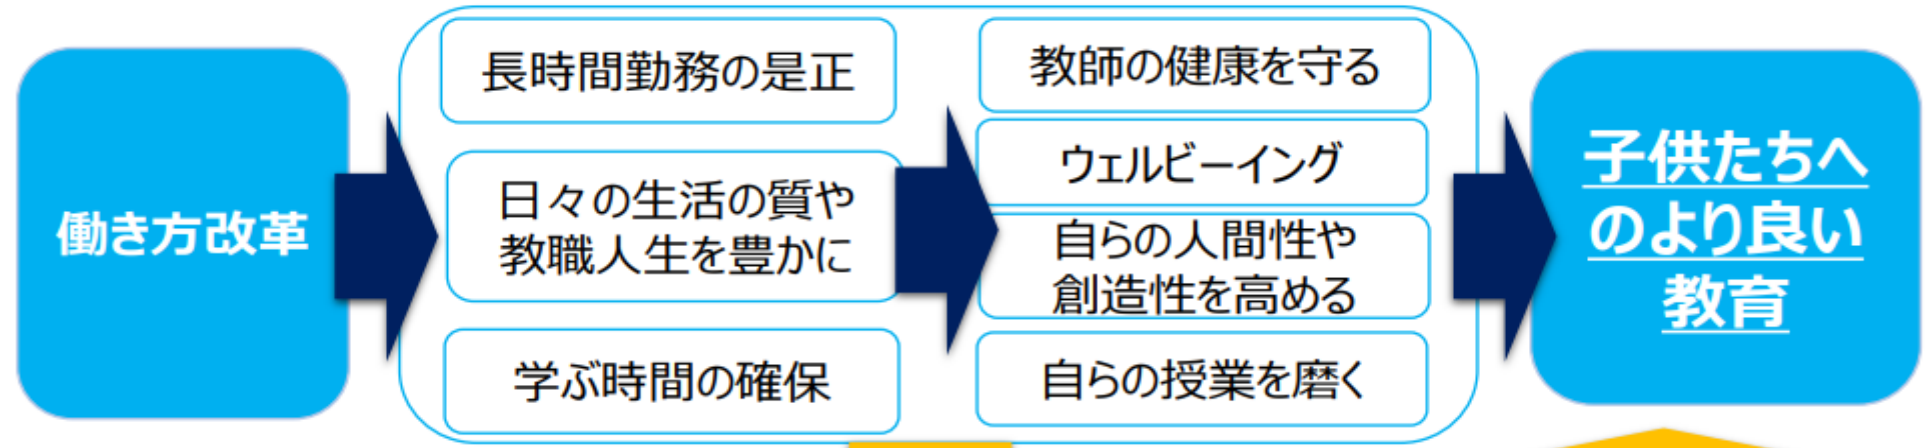 働き方改革
長時間勤務の是正
日々の生活の質や
教職人生を豊かに
学ぶ時間の確保
教師の健康を守る
ウェルビーイング
自らの人間性や
創造性を高める
自らの授業を磨く
子供たちへ
のより良い
教育